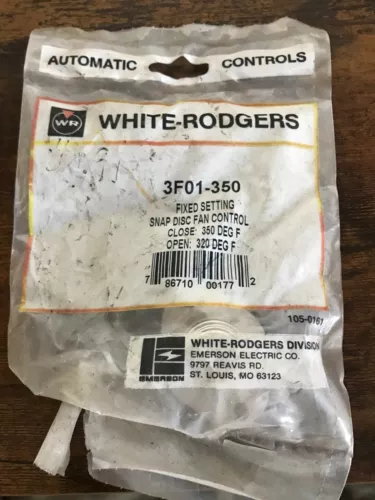 AUTOMATIC CONTROLS
WR WHITE-RODGERS
3F01-350
FIXED SETTING
SNAP DISC FAN CONTROL
CLOSE: 350 DEG F
OPEN: 320 DEG F
7 86710 00177 2
105-0161
WHITE-RODGERS DIVISION
EMERSON ELECTRIC CO.
9797 REAVIS RD.
ST. LOUIS, MO 63123
EMERSON